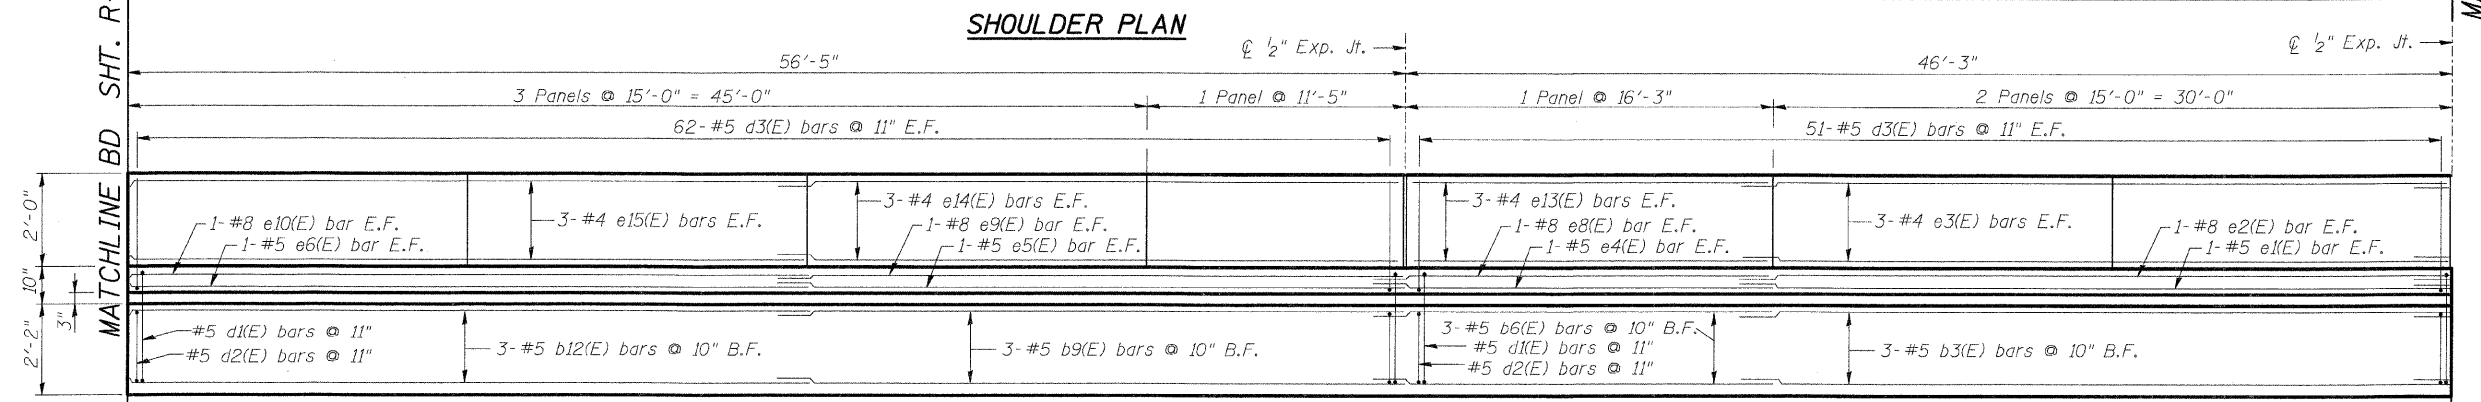 SHOULDER PLAN
MATCHLINE BD SHT. R-
℄ 1/2" Exp. Jt.
℄ 1/2" Exp. Jt.
56'-5"
46'-3"
3 Panels @ 15'-0" = 45'-0"
1 Panel @ 11'-5"
1 Panel @ 16'-3"
2 Panels @ 15'-0" = 30'-0"
62-#5 d3(E) bars @ 11" E.F.
51-#5 d3(E) bars @ 11" E.F.
2'-0"
10"
3"
2'-2"
1-#8 e10(E) bar E.F.
1-#5 e6(E) bar E.F.
3-#4 e15(E) bars E.F.
3-#4 e14(E) bars E.F.
1-#8 e9(E) bar E.F.
1-#5 e5(E) bar E.F.
3-#4 e13(E) bars E.F.
1-#8 e8(E) bar E.F.
1-#5 e4(E) bar E.F.
3-#4 e3(E) bars E.F.
1-#8 e2(E) bar E.F.
1-#5 e1(E) bar E.F.
#5 d1(E) bars @ 11"
#5 d2(E) bars @ 11"
3-#5 b12(E) bars @ 10" B.F.
3-#5 b9(E) bars @ 10" B.F.
3-#5 b6(E) bars @ 10" B.F.
#5 d1(E) bars @ 11"
#5 d2(E) bars @ 11"
3-#5 b3(E) bars @ 10" B.F.